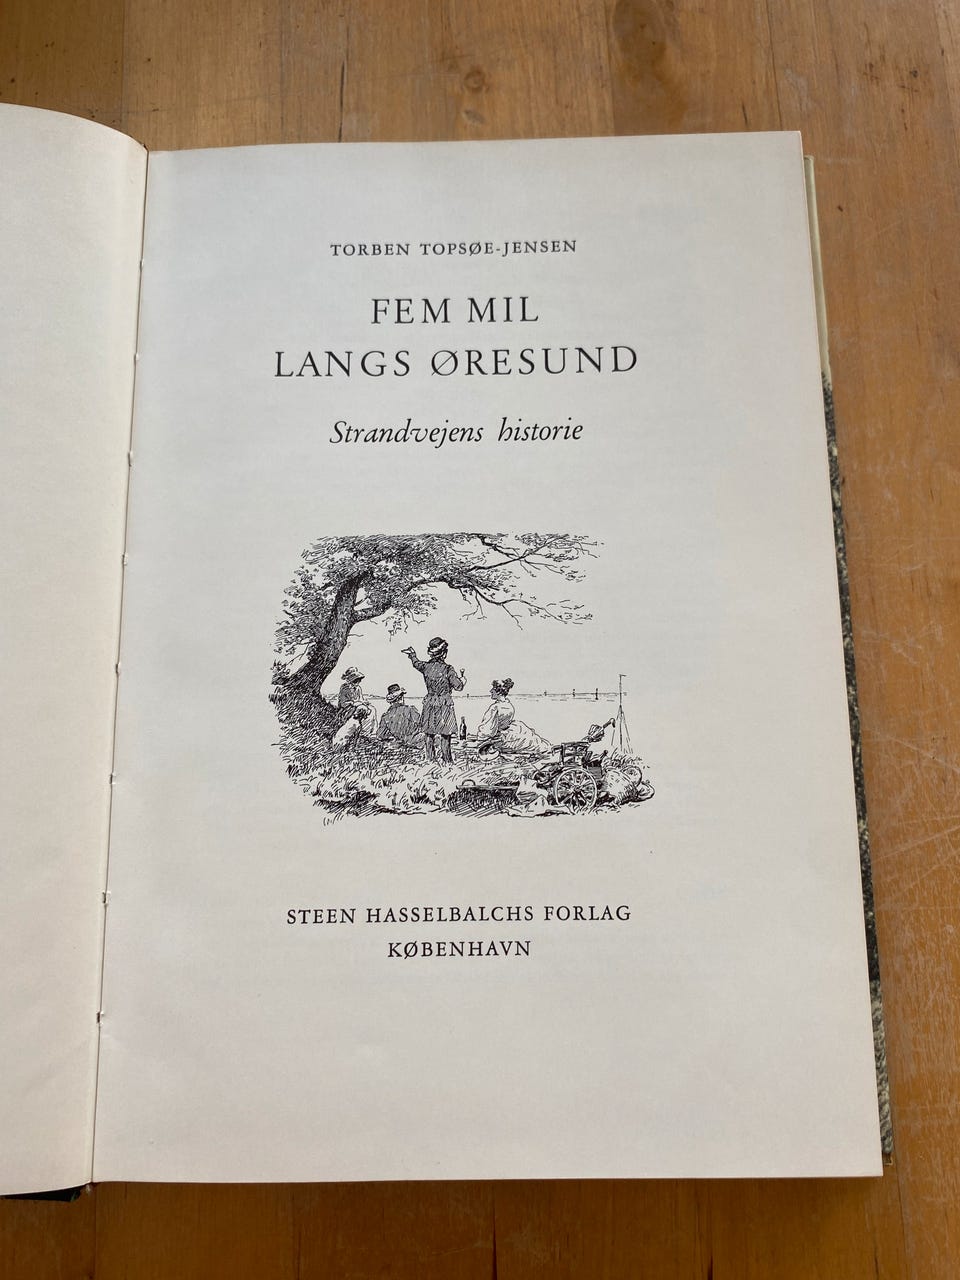 TORBEN TOPSØE-JENSEN
FEM MIL
LANGS ØRESUND
Strandvejens historie
STEEN HASSELBALCHS FORLAG
KØBENHAVN